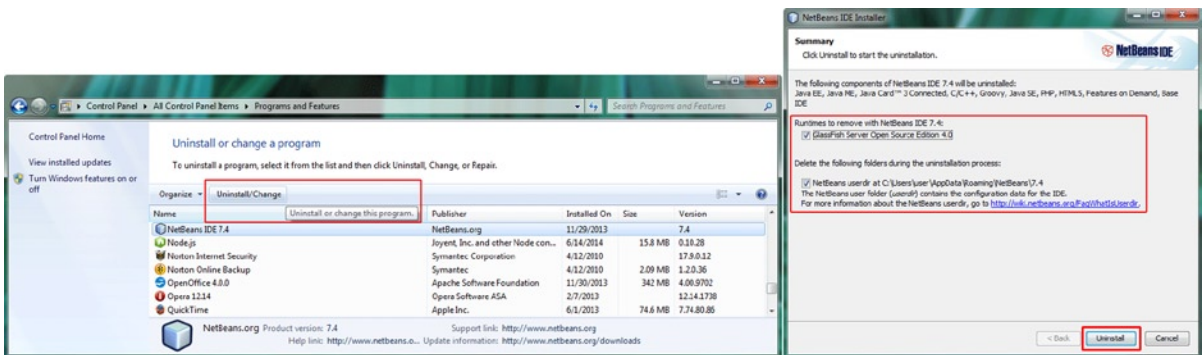 Control Panel ▸ All Control Panel Items ▸ Programs and Features
Search Programs and Features
Control Panel Home
View installed updates
Turn Windows features on or
off
Uninstall or change a program
To uninstall a program, select it from the list and then click Uninstall, Change, or Repair.
Organize Uninstall/Change
Name Publisher Installed On Size Version
Uninstall or change this program.
NetBeans IDE 7.4 NetBeans.org 11/29/2013 7.4
Node.js Joyent, Inc. and other Node con... 6/14/2014 15.8 MB 0.10.28
Norton Internet Security Symantec Corporation 4/12/2010 17.9.0.12
Norton Online Backup Symantec 4/12/2010 2.09 MB 1.2.0.36
OpenOffice 4.0.0 Apache Software Foundation 11/30/2013 342 MB 4.00.9702
Opera 12.14 Opera Software ASA 2/7/2013 12.14.1738
QuickTime Apple Inc. 6/1/2013 74.6 MB 7.74.80.86
NetBeans.org Product version: 7.4 Support link: http://www.netbeans.org
Help link: http://www.netbeans.o... Update information: http://www.netbeans.org/downloads
NetBeans IDE Installer
Summary
Click Uninstall to start the uninstallation.
NetBeans IDE
The following components of NetBeans IDE 7.4 will be uninstalled:
Java EE, Java ME, Java Card™ 3 Connected, C/C++, Groovy, Java SE, PHP, HTML5, Features on Demand, Base
IDE
Runtimes to remove with NetBeans IDE 7.4:
GlassFish Server Open Source Edition 4.0
Delete the following folders during the uninstallation process:
NetBeans userdir at C:\Users\user\AppData\Roaming\NetBeans\7.4
The NetBeans user folder (userdir) contains the configuration data for the IDE.
For more information about the NetBeans userdir, go to http://wiki.netbeans.org/FaqWhatIsUserdir.
< Back Uninstall Cancel